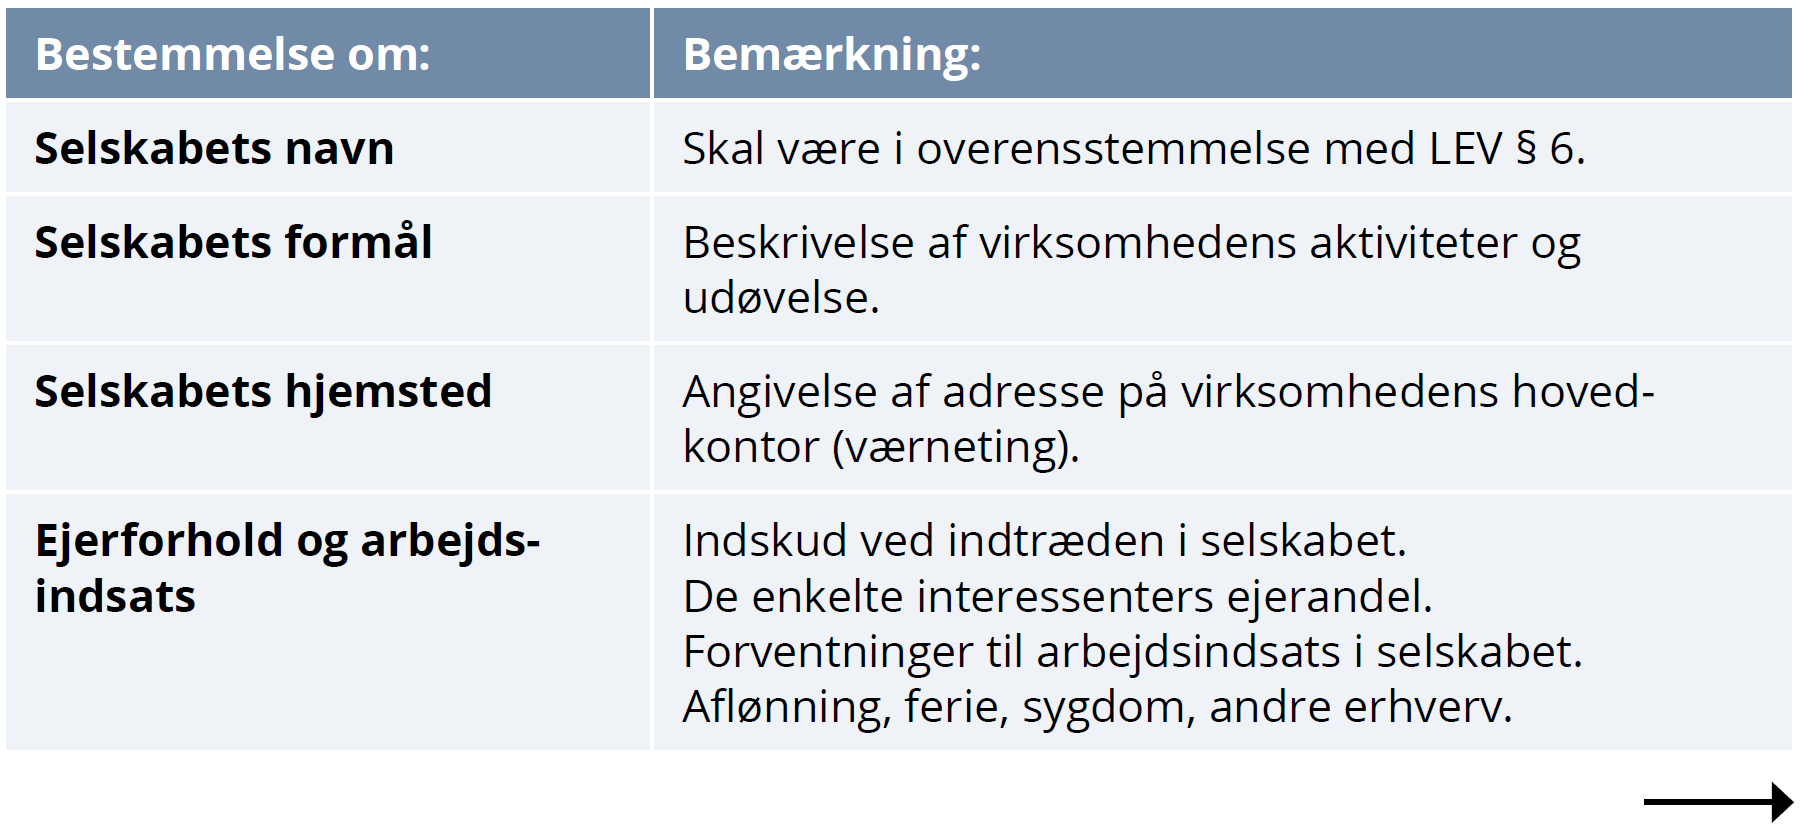 Bestemmelse om:
Bemærkning:
Selskabets navn
Skal være i overensstemmelse med LEV § 6.
Selskabets formål
Beskrivelse af virksomhedens aktiviteter og
udøvelse.
Selskabets hjemsted
Angivelse af adresse på virksomhedens hoved-
kontor (værneting).
Ejerforhold og arbejds-
indsats
Indskud ved indtræden i selskabet.
De enkelte interessenters ejerandel.
Forventninger til arbejdsindsats i selskabet.
Aflønning, ferie, sygdom, andre erhverv.